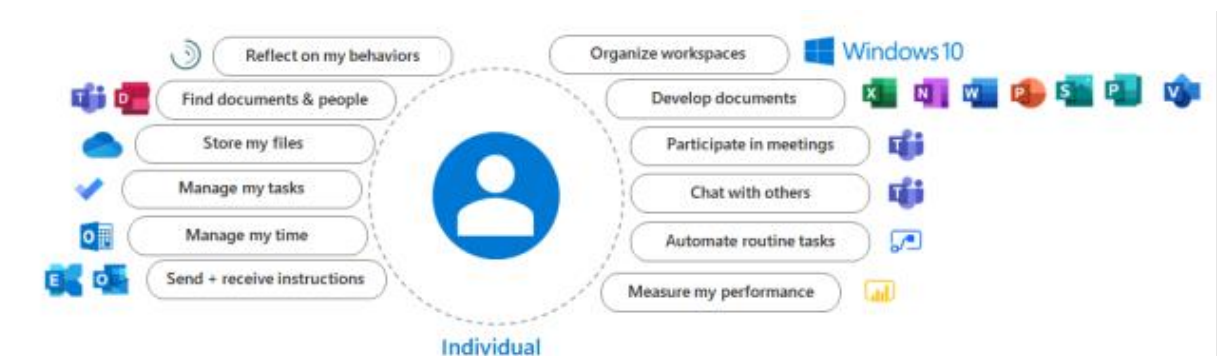 Reflect on my behaviors
Find documents & people
Store my files
Manage my tasks
Manage my time
Send + receive instructions
Organize workspaces
Windows 10
Develop documents
Participate in meetings
Chat with others
Automate routine tasks
Measure my performance
Individual
T
D
O
E
O
X
N
W
P
S
P
V
T
T